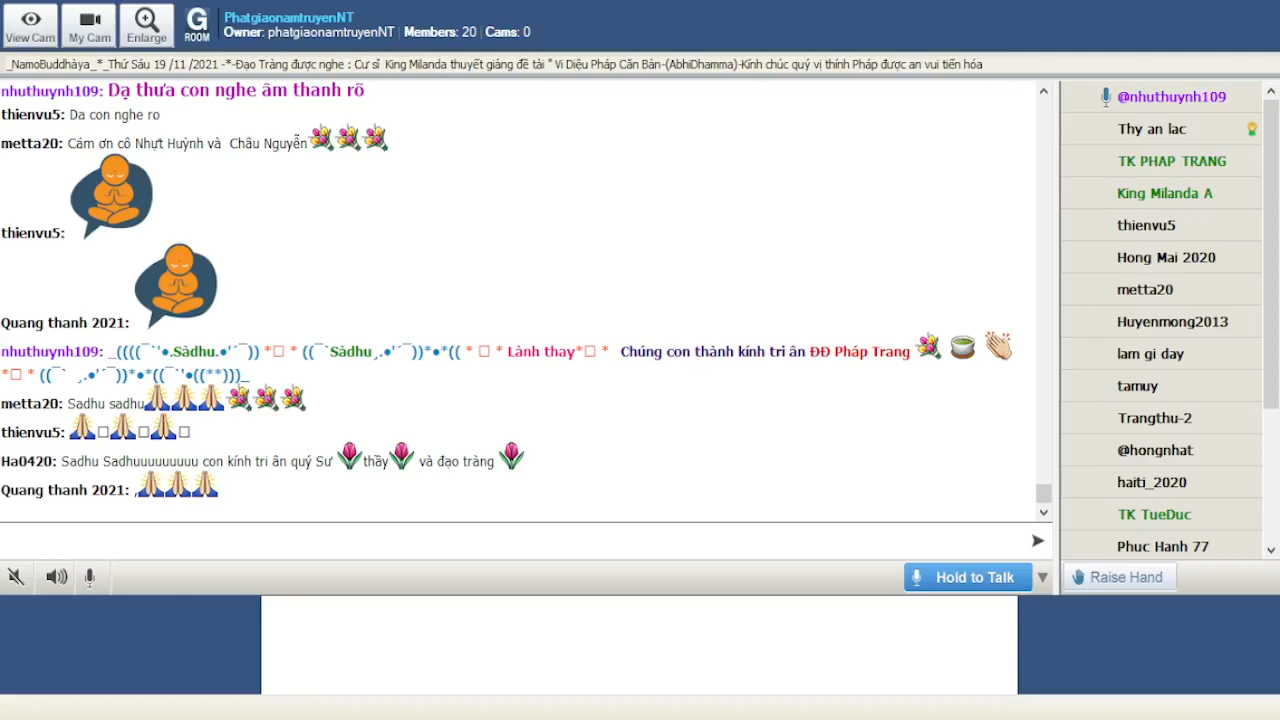 View Cam
My Cam
Enlarge
G
ROOM
PhatgiaonamtruyenNT
Owner: phatgiaonamtruyenNT | Members: 20 | Cams: 0
_NamoBuddhàya_*_Thứ Sáu 19 /11 /2021 -*-Đạo Tràng được nghe : Cư sĩ King Milanda thuyết giảng đề tài " Vi Diệu Pháp Căn Bản-(AbhiDhamma)-Kính chúc quý vị thính Pháp được an vui tiến hóa
nhuthuynh109: Dạ thưa con nghe âm thanh rõ
thienvu5: Da con nghe ro
metta20: Cám ơn cô Nhựt Huỳnh và Châu Nguyễn
thienvu5:
Quang thanh 2021:
nhuthuynh109: _((((¯`'•.Sàdhu.•'´¯)) *□ * ((¯`Sàdhu¸.•'´¯))*•*(( * □ * Lành thay*□ * Chúng con thành kính tri ân ĐĐ Pháp Trang
*□ * ((¯` ¸.•'´¯))*•*((¯`'•((**)))_
metta20: Sadhu sadhu
thienvu5: □□□
Ha0420: Sadhu Sadhuuuuuuuuu con kính tri ân quý Sư thầy và đạo tràng
Quang thanh 2021: ,
Hold to Talk
@nhuthuynh109
Thy an lac
TK PHAP TRANG
King Milanda A
thienvu5
Hong Mai 2020
metta20
Huyenmong2013
lam gi day
tamuy
Trangthu-2
@hongnhat
haiti_2020
TK TueDuc
Phuc Hanh 77
Raise Hand